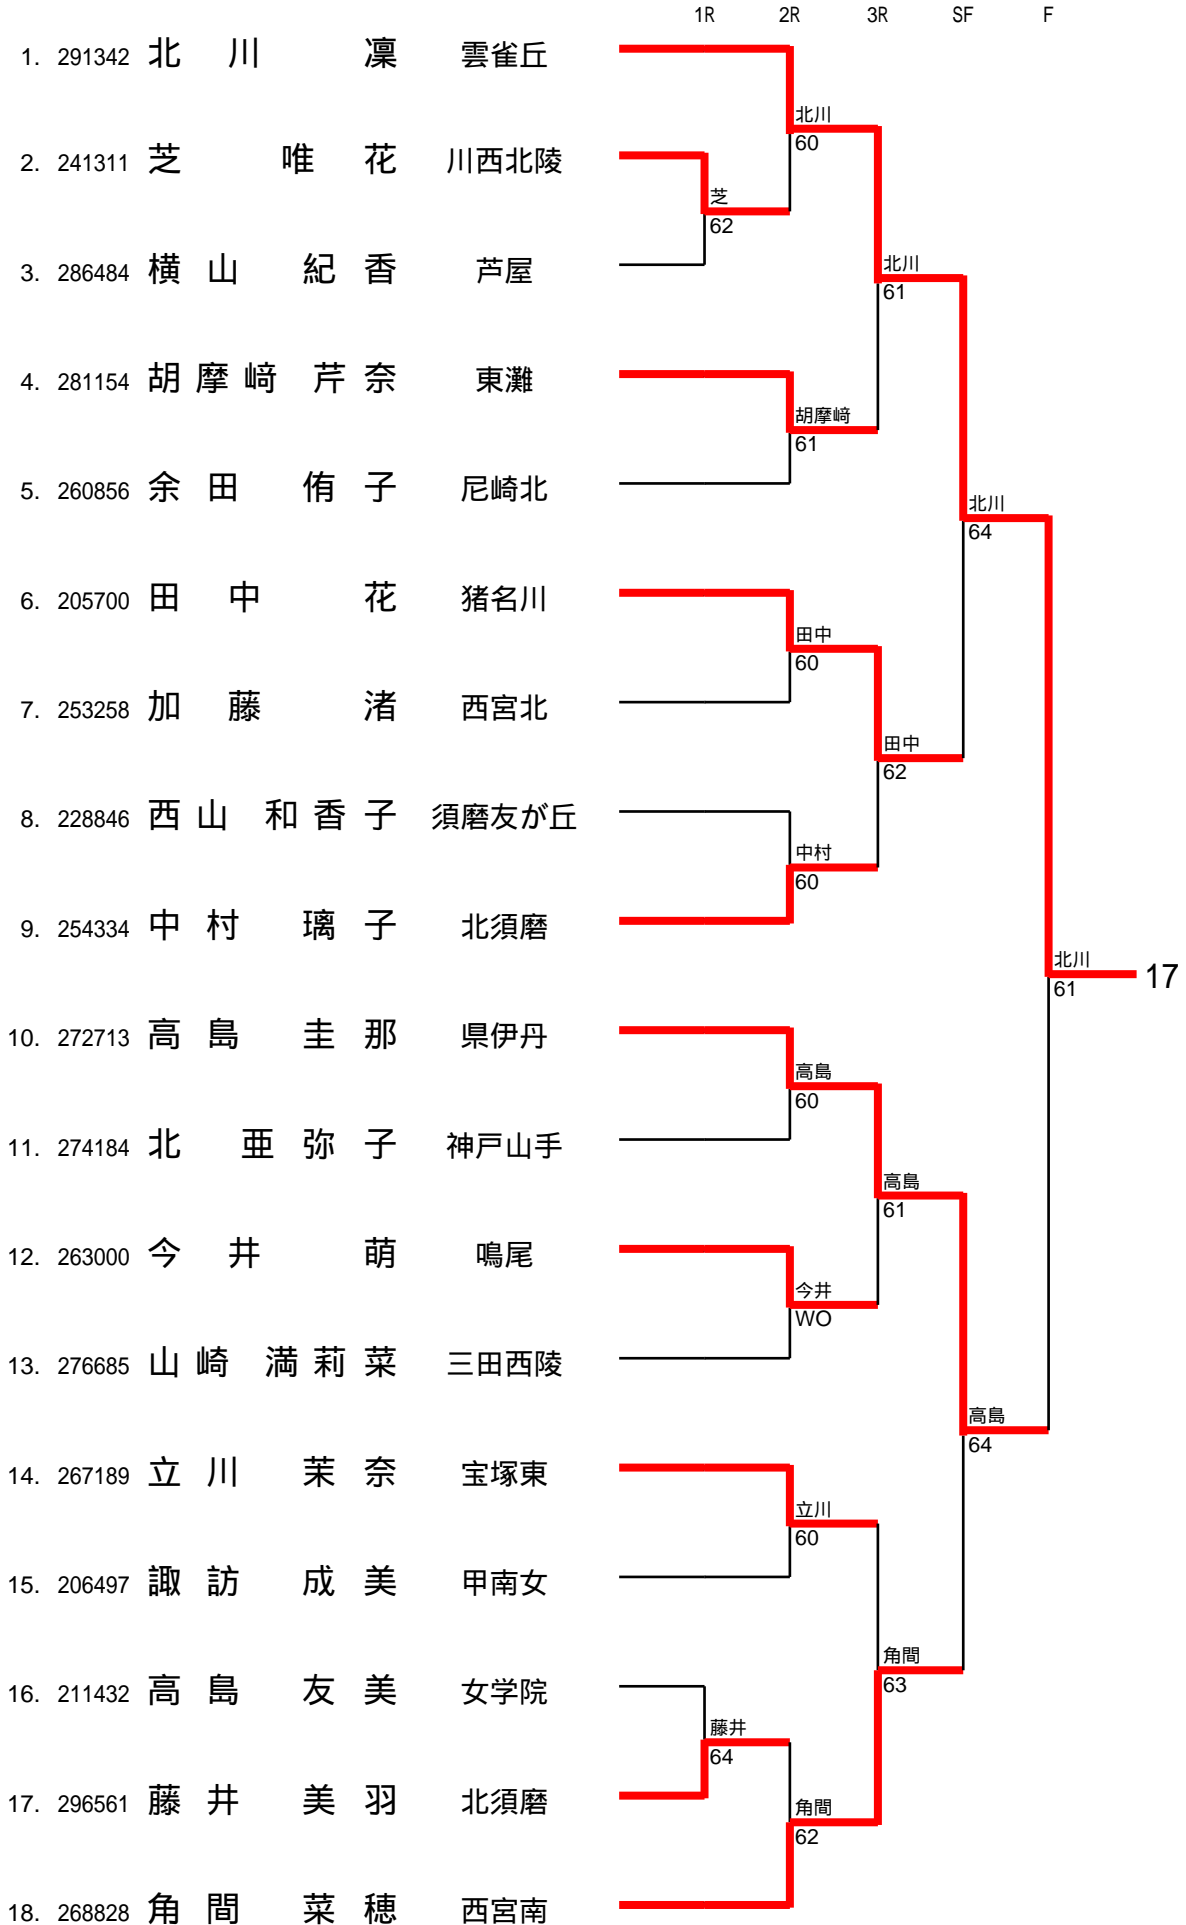 1R 2R 3R SF F
1. 291342 北川 凜 雲雀丘
北川
60
2. 241311 芝 唯花 川西北陵
芝
62
3. 286484 横山 紀香 芦屋
北川
61
4. 281154 胡摩﨑 芹奈 東灘
胡摩﨑
61
5. 260856 余田 侑子 尼崎北
北川
64
6. 205700 田中 花 猪名川
田中
60
7. 253258 加藤 渚 西宮北
田中
62
8. 228846 西山 和香子 須磨友が丘
中村
60
9. 254334 中村 璃子 北須磨
北川
61
17
10. 272713 高島 圭那 県伊丹
高島
60
11. 274184 北 亜弥子 神戸山手
高島
61
12. 263000 今井 萌 鳴尾
今井
WO
13. 276685 山崎 満莉菜 三田西陵
高島
64
14. 267189 立川 茉奈 宝塚東
立川
60
15. 206497 諏訪 成美 甲南女
角間
63
16. 211432 高島 友美 女学院
藤井
64
17. 296561 藤井 美羽 北須磨
角間
62
18. 268828 角間 菜穂 西宮南